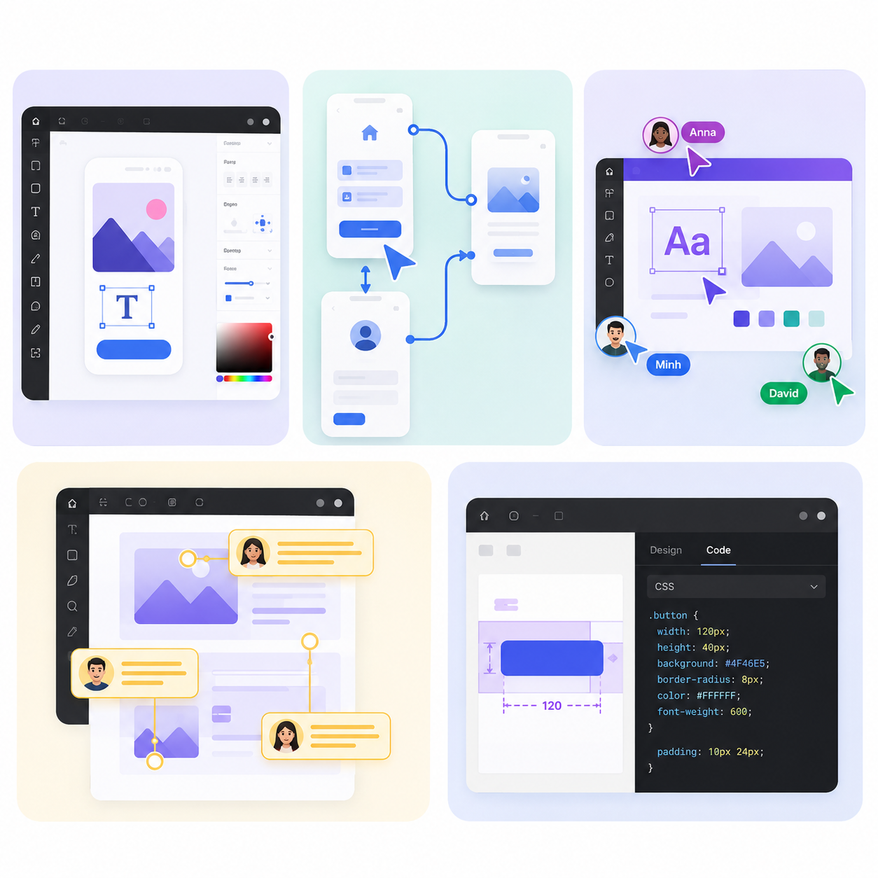 T
Anna
Aa
Minh
David
Design Code
CSS
.button {
width: 120px;
height: 40px;
background: #4F46E5;
border-radius: 8px;
color: #FFFFFF;
font-weight: 600;
}
padding: 10px 24px;
}
120